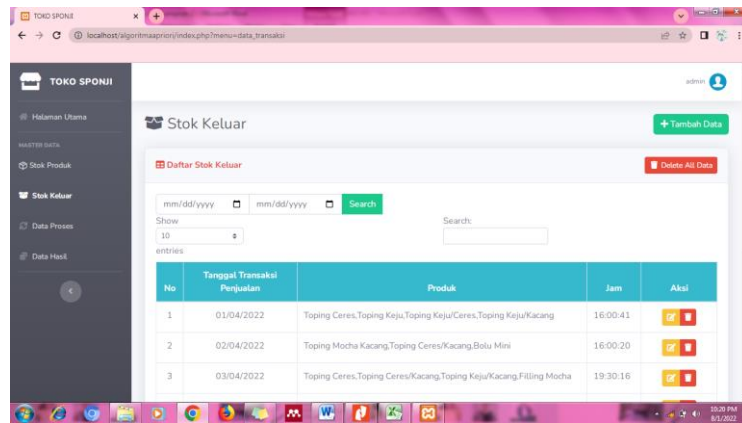 TOKO SPONJI
localhost/algoritmaapriori/index.php?menu=data_transaksi
TOKO SPONJI
admin
Halaman Utama
MASTER DATA
Stok Produk
Stok Keluar
Data Proses
Data Hasil
Stok Keluar
+ Tambah Data
Daftar Stok Keluar
Delete All Data
mm/dd/yyyy mm/dd/yyyy Search
Show
10
entries
Search:
No Tanggal Transaksi Penjualan Produk Jam Aksi
1 01/04/2022 Toping Ceres,Toping Keju,Toping Keju/Ceres,Toping Keju/Kacang 16:00:41
2 02/04/2022 Toping Mocha Kacang,Toping Ceres/Kacang,Bolu Mini 16:00:20
3 03/04/2022 Toping Ceres,Toping Ceres/Kacang,Toping Keju/Kacang,Filling Mocha 19:30:16
10:20 PM
8/1/2022